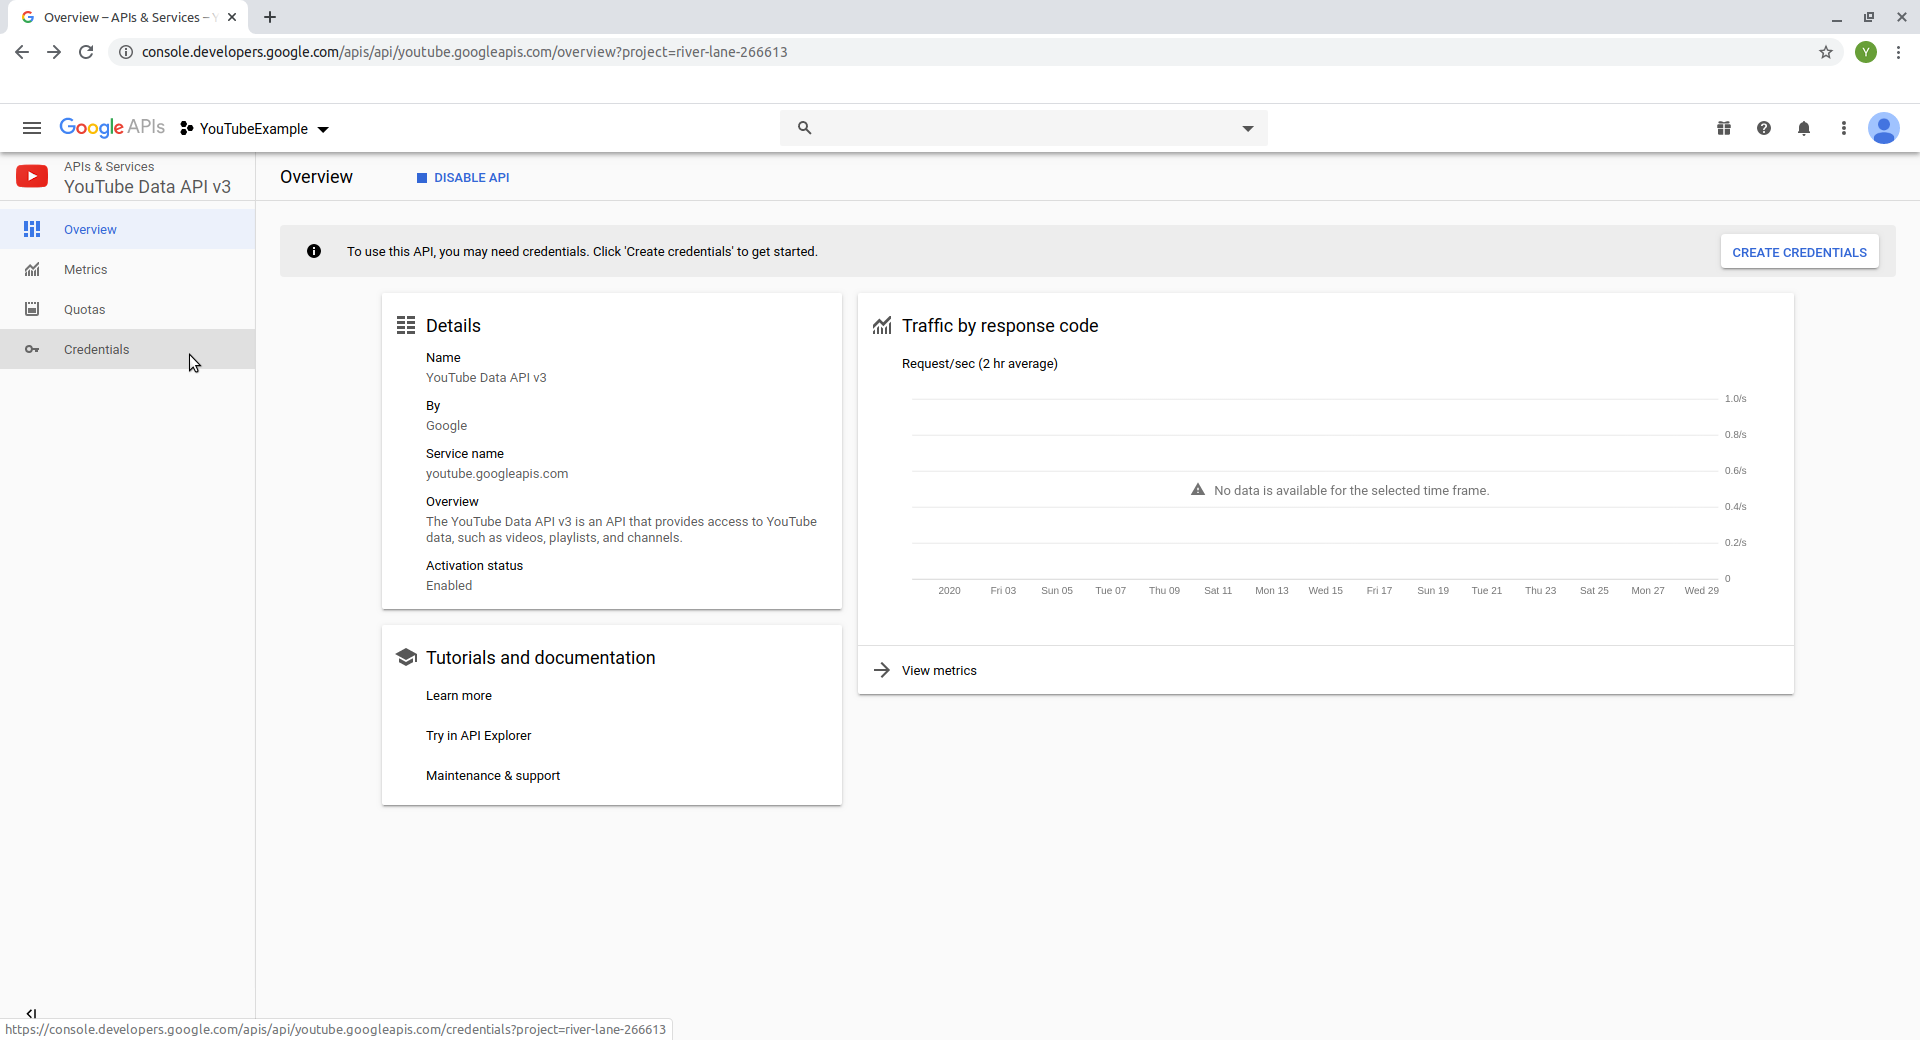 Overview – APIs & Services –
console.developers.google.com/apis/api/youtube.googleapis.com/overview?project=river-lane-266613
Y
Google APIs
YouTubeExample
APIs & Services
YouTube Data API v3
Overview
DISABLE API
Overview
Metrics
Quotas
Credentials
To use this API, you may need credentials. Click 'Create credentials' to get started.
CREATE CREDENTIALS
Details
Name
YouTube Data API v3
By
Google
Service name
youtube.googleapis.com
Overview
The YouTube Data API v3 is an API that provides access to YouTube
data, such as videos, playlists, and channels.
Activation status
Enabled
Tutorials and documentation
Learn more
Try in API Explorer
Maintenance & support
Traffic by response code
Request/sec (2 hr average)
1.0/s
0.8/s
0.6/s
No data is available for the selected time frame.
0.4/s
0.2/s
0
2020 Fri 03 Sun 05 Tue 07 Thu 09 Sat 11 Mon 13 Wed 15 Fri 17 Sun 19 Tue 21 Thu 23 Sat 25 Mon 27 Wed 29
View metrics
https://console.developers.google.com/apis/api/youtube.googleapis.com/credentials?project=river-lane-266613